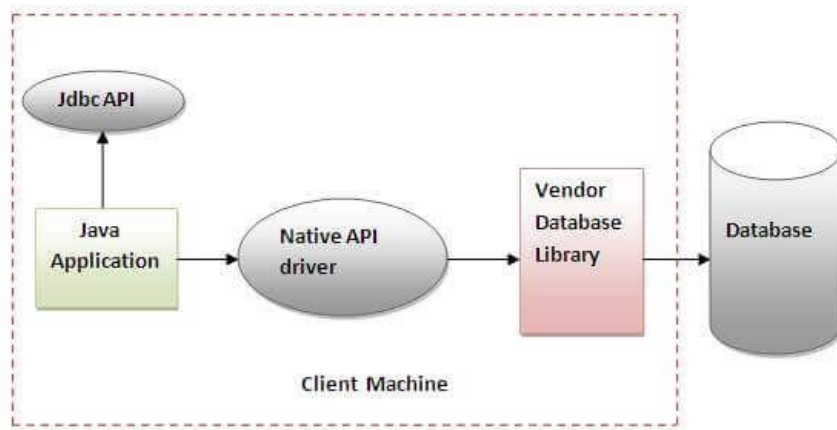 Jdbc API
Java
Application
Native API
driver
Vendor
Database
Library
Database
Client Machine